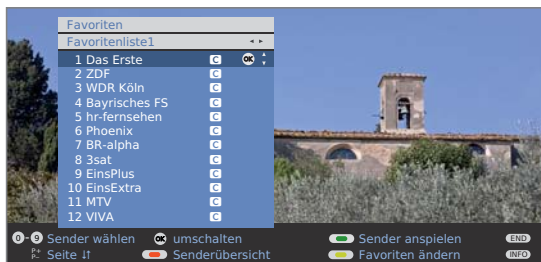 Favoriten
Favoritenliste1
1 Das Erste C OK
2 ZDF C
3 WDR Köln C
4 Bayrisches FS C
5 hr-fernsehen C
6 Phoenix C
7 BR-alpha C
8 3sat C
9 EinsPlus C
10 EinsExtra C
11 MTV C
12 VIVA C
0-9 Sender wählen OK umschalten Sender anspielen END
P+ P- Seite ↓↑ Senderübersicht Favoriten ändern INFO